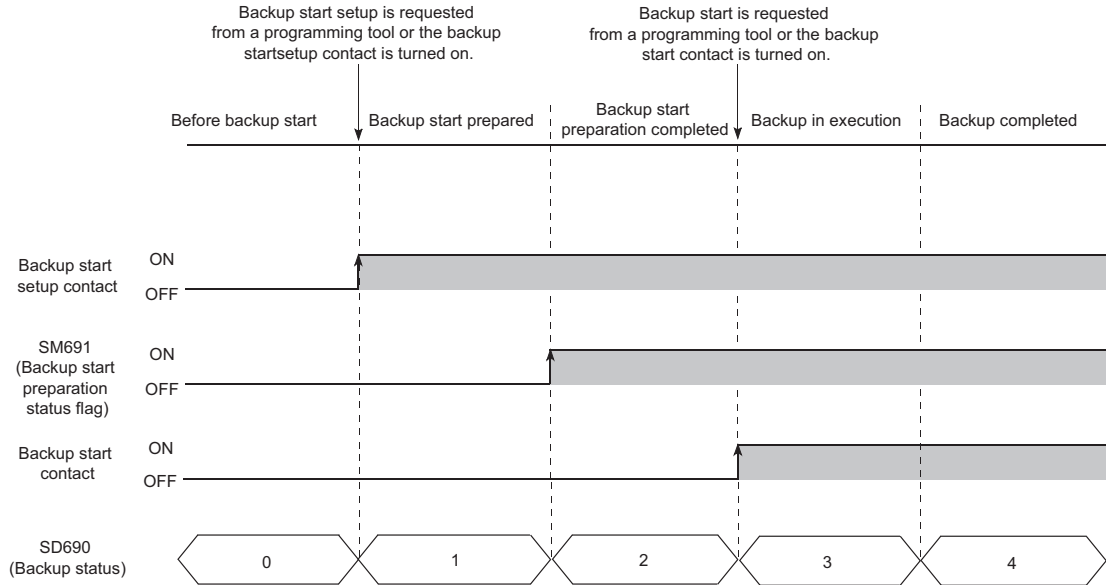 Backup start setup is requested
from a programming tool or the backup
startsetup contact is turned on.
Backup start is requested
from a programming tool or the backup
start contact is turned on.
Before backup start
Backup start prepared
Backup start
preparation completed
Backup in execution
Backup completed
Backup start
setup contact
ON
OFF
SM691
(Backup start
preparation
status flag)
ON
OFF
Backup start
contact
ON
OFF
SD690
(Backup status)
0
1
2
3
4